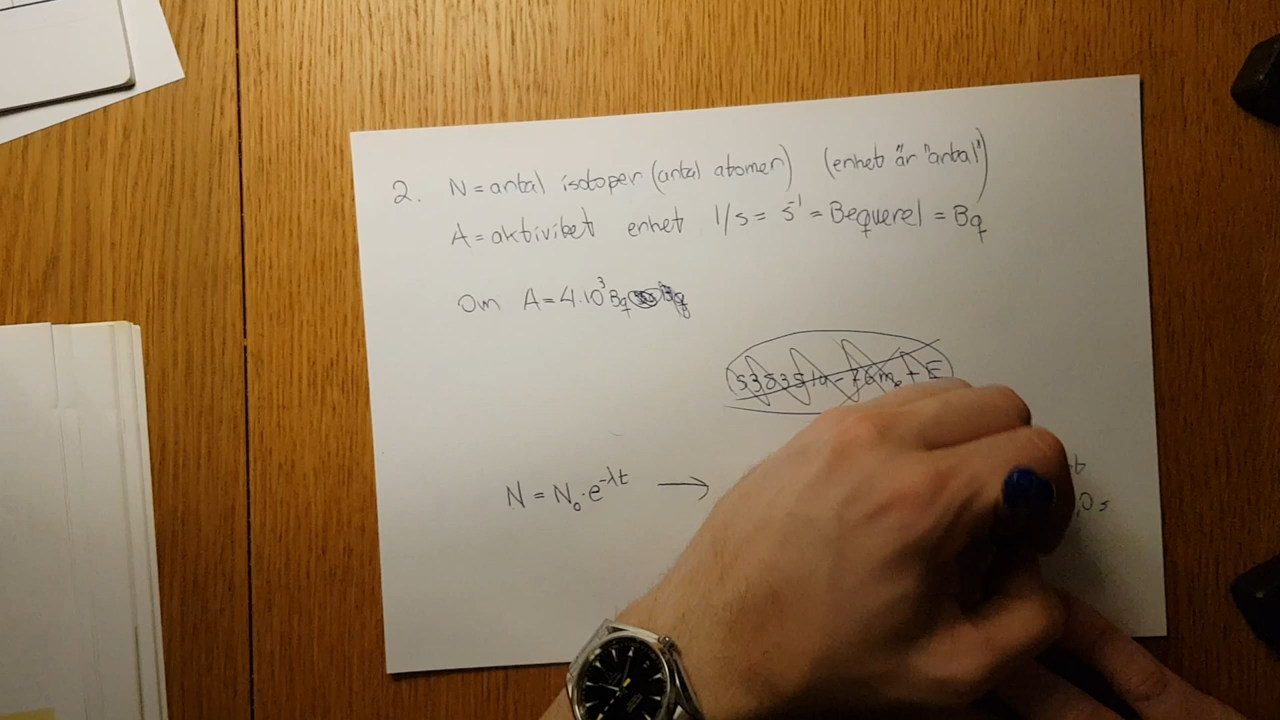 2. N = antal isotoper (antal atomer) (enhet är "antal")
A = aktivitet enhet 1/s = s⁻¹ = Bequerel = Bq
Om A = 4·10³ Bq
N = N₀·e^(-λt) →
0 s